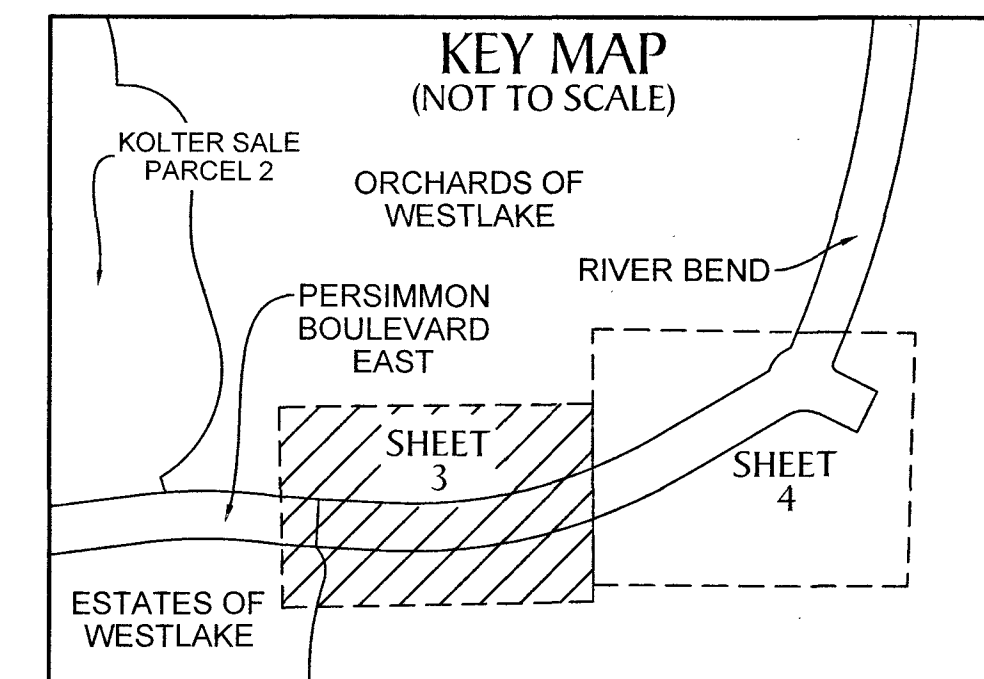 KEY MAP
(NOT TO SCALE)
KOLTER SALE
PARCEL 2
ORCHARDS OF
WESTLAKE
RIVER BEND
PERSIMMON
BOULEVARD
EAST
SHEET
3
SHEET
4
ESTATES OF
WESTLAKE